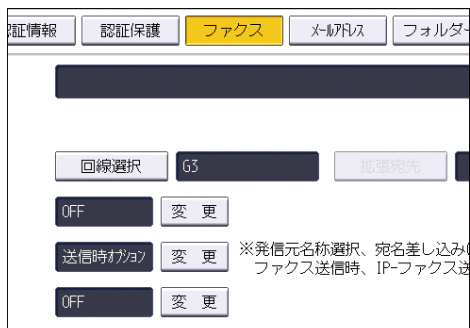 認証情報 認証保護 ファクス メールアドレス フォルダー
回線選択 G3 拡張宛先
OFF 変 更
送信時オプション 変 更 ※発信元名称選択、宛名差し込み
ファクス送信時、IP-ファクス送
OFF 変 更